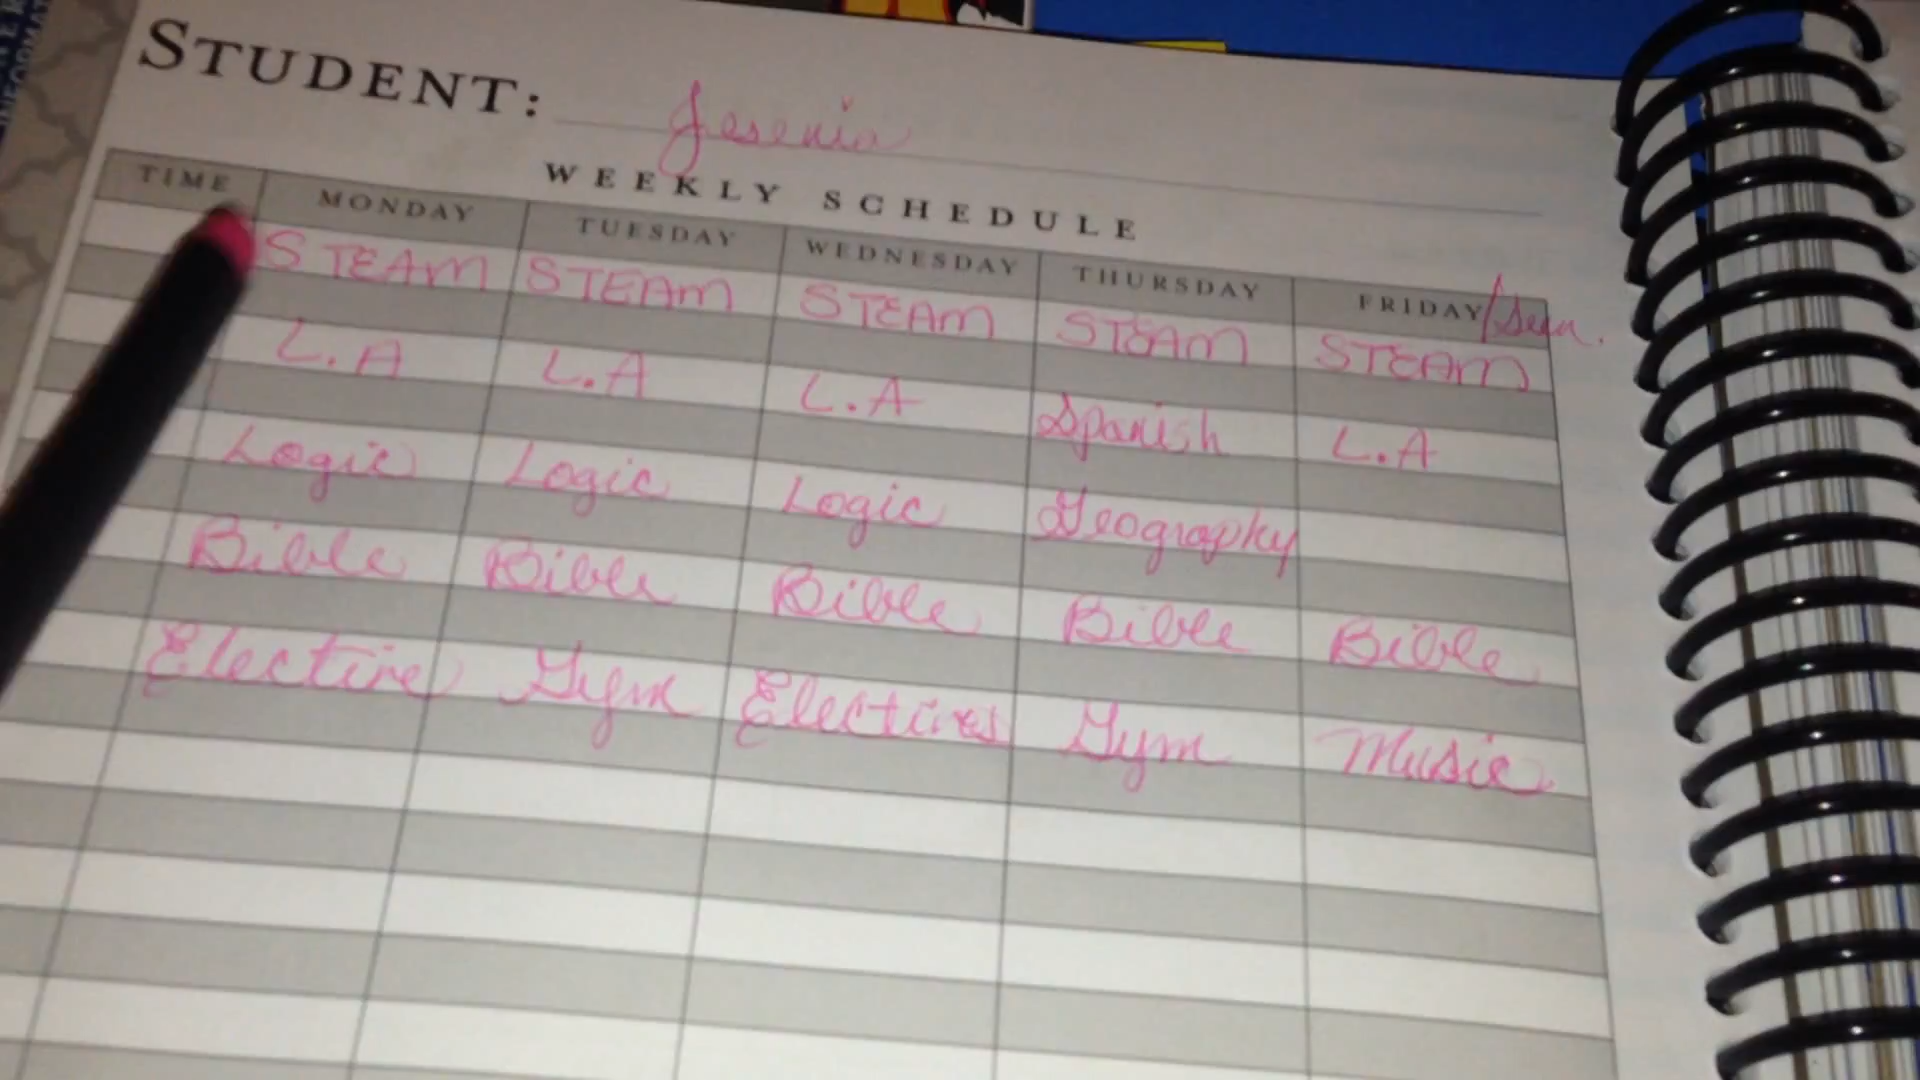 STUDENT: Jesenia
WEEKLY SCHEDULE
TIME MONDAY TUESDAY WEDNESDAY THURSDAY FRIDAY
STEAM STEAM STEAM STEAM STEAM
L.A L.A L.A Spanish L.A
Logic Logic Logic Geography
Bible Bible Bible Bible Bible
Elective Gym Electives Gym Music